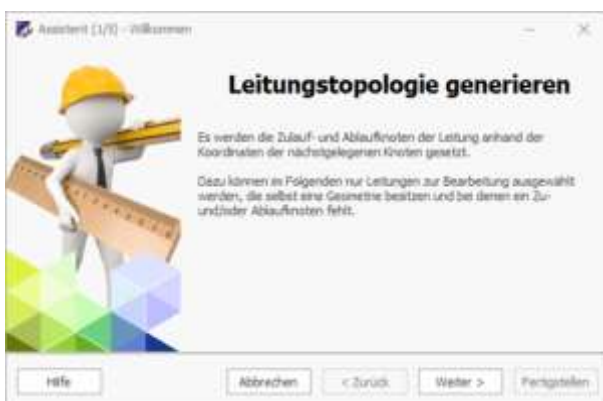 Assistent (1/5) - Willkommen
Leitungstopologie generieren
Es werden die Zulauf- und Ablaufknoten der Leitung anhand der
Koordinaten der nächstgelegenen Knoten gesetzt.
Dazu können im Folgenden nur Leitungen zur Bearbeitung ausgewählt
werden, die selbst eine Geometrie besitzen und bei denen ein Zu-
und/oder Ablaufknoten fehlt.
Hilfe
Abbrechen
< Zurück
Weiter >
Fertigstellen